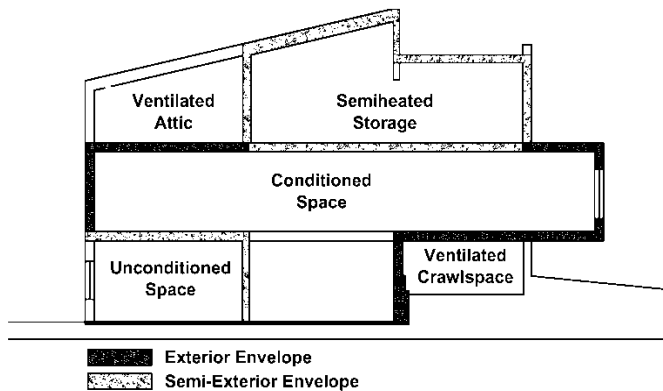 Ventilated
Attic
Semiheated
Storage
Conditioned
Space
Unconditioned
Space
Ventilated
Crawlspace
Exterior Envelope
Semi-Exterior Envelope